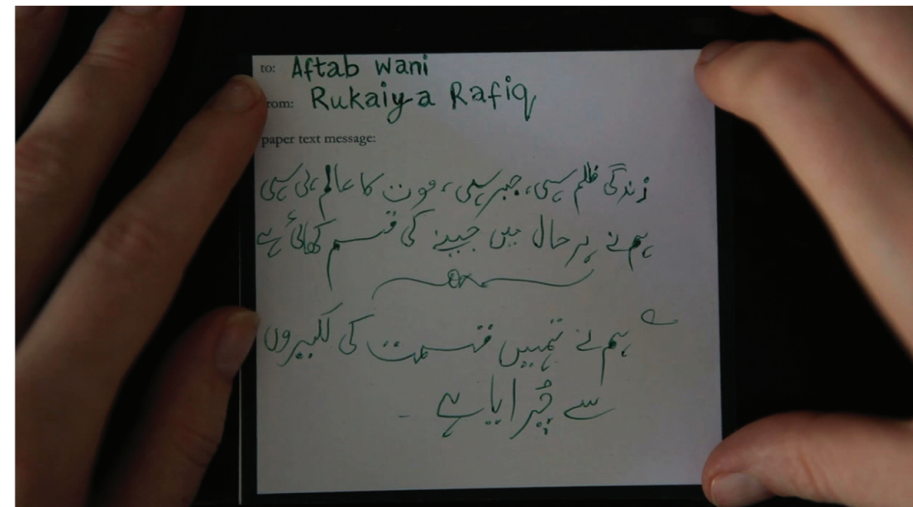 to: Aftab Wani
from: Rukaiya Rafiq
paper text message:
زندگی ظلم سہی، جبر سہی، موت کا عالم ہی سہی
ہم نے ہر حال میں جینے کی قسم کھائی ہے
ہم نے تمہیں قسمت کی لکیروں
سے چُرایا ہے